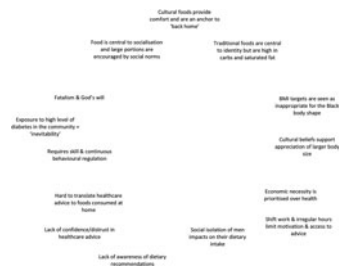 Cultural foods provide
comfort and are an anchor to
'back home'
Food is central to socialisation
and large portions are
encouraged by social norms
Traditional foods are central
to identity but are high in
carbs and saturated fat
Fatalism & God's will
BMI targets are seen as
inappropriate for the Black
body shape
Exposure to high level of
diabetes in the community =
'inevitability'
Cultural beliefs support
appreciation of larger body
size
Requires skill & continuous
behavioural regulation
Hard to translate healthcare
advice to foods consumed at
home
Economic necessity is
prioritised over health
Lack of confidence/distrust in
healthcare advice
Social isolation of men
impacts on their dietary
intake
Shift work & irregular hours
limit motivation & access to
advice
Lack of awareness of dietary
recommendations